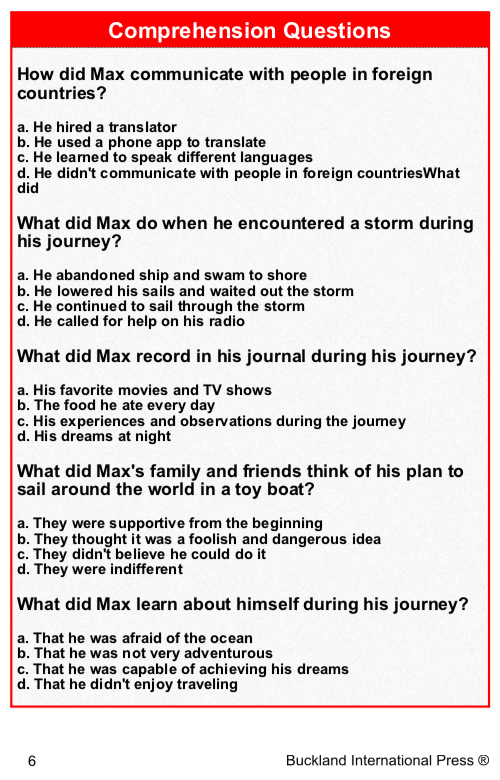 Comprehension Questions
How did Max communicate with people in foreign
countries?
a. He hired a translator
b. He used a phone app to translate
c. He learned to speak different languages
d. He didn't communicate with people in foreign countriesWhat
did
What did Max do when he encountered a storm during
his journey?
a. He abandoned ship and swam to shore
b. He lowered his sails and waited out the storm
c. He continued to sail through the storm
d. He called for help on his radio
What did Max record in his journal during his journey?
a. His favorite movies and TV shows
b. The food he ate every day
c. His experiences and observations during the journey
d. His dreams at night
What did Max's family and friends think of his plan to
sail around the world in a toy boat?
a. They were supportive from the beginning
b. They thought it was a foolish and dangerous idea
c. They didn't believe he could do it
d. They were indifferent
What did Max learn about himself during his journey?
a. That he was afraid of the ocean
b. That he was not very adventurous
c. That he was capable of achieving his dreams
d. That he didn't enjoy traveling
6
Buckland International Press ®